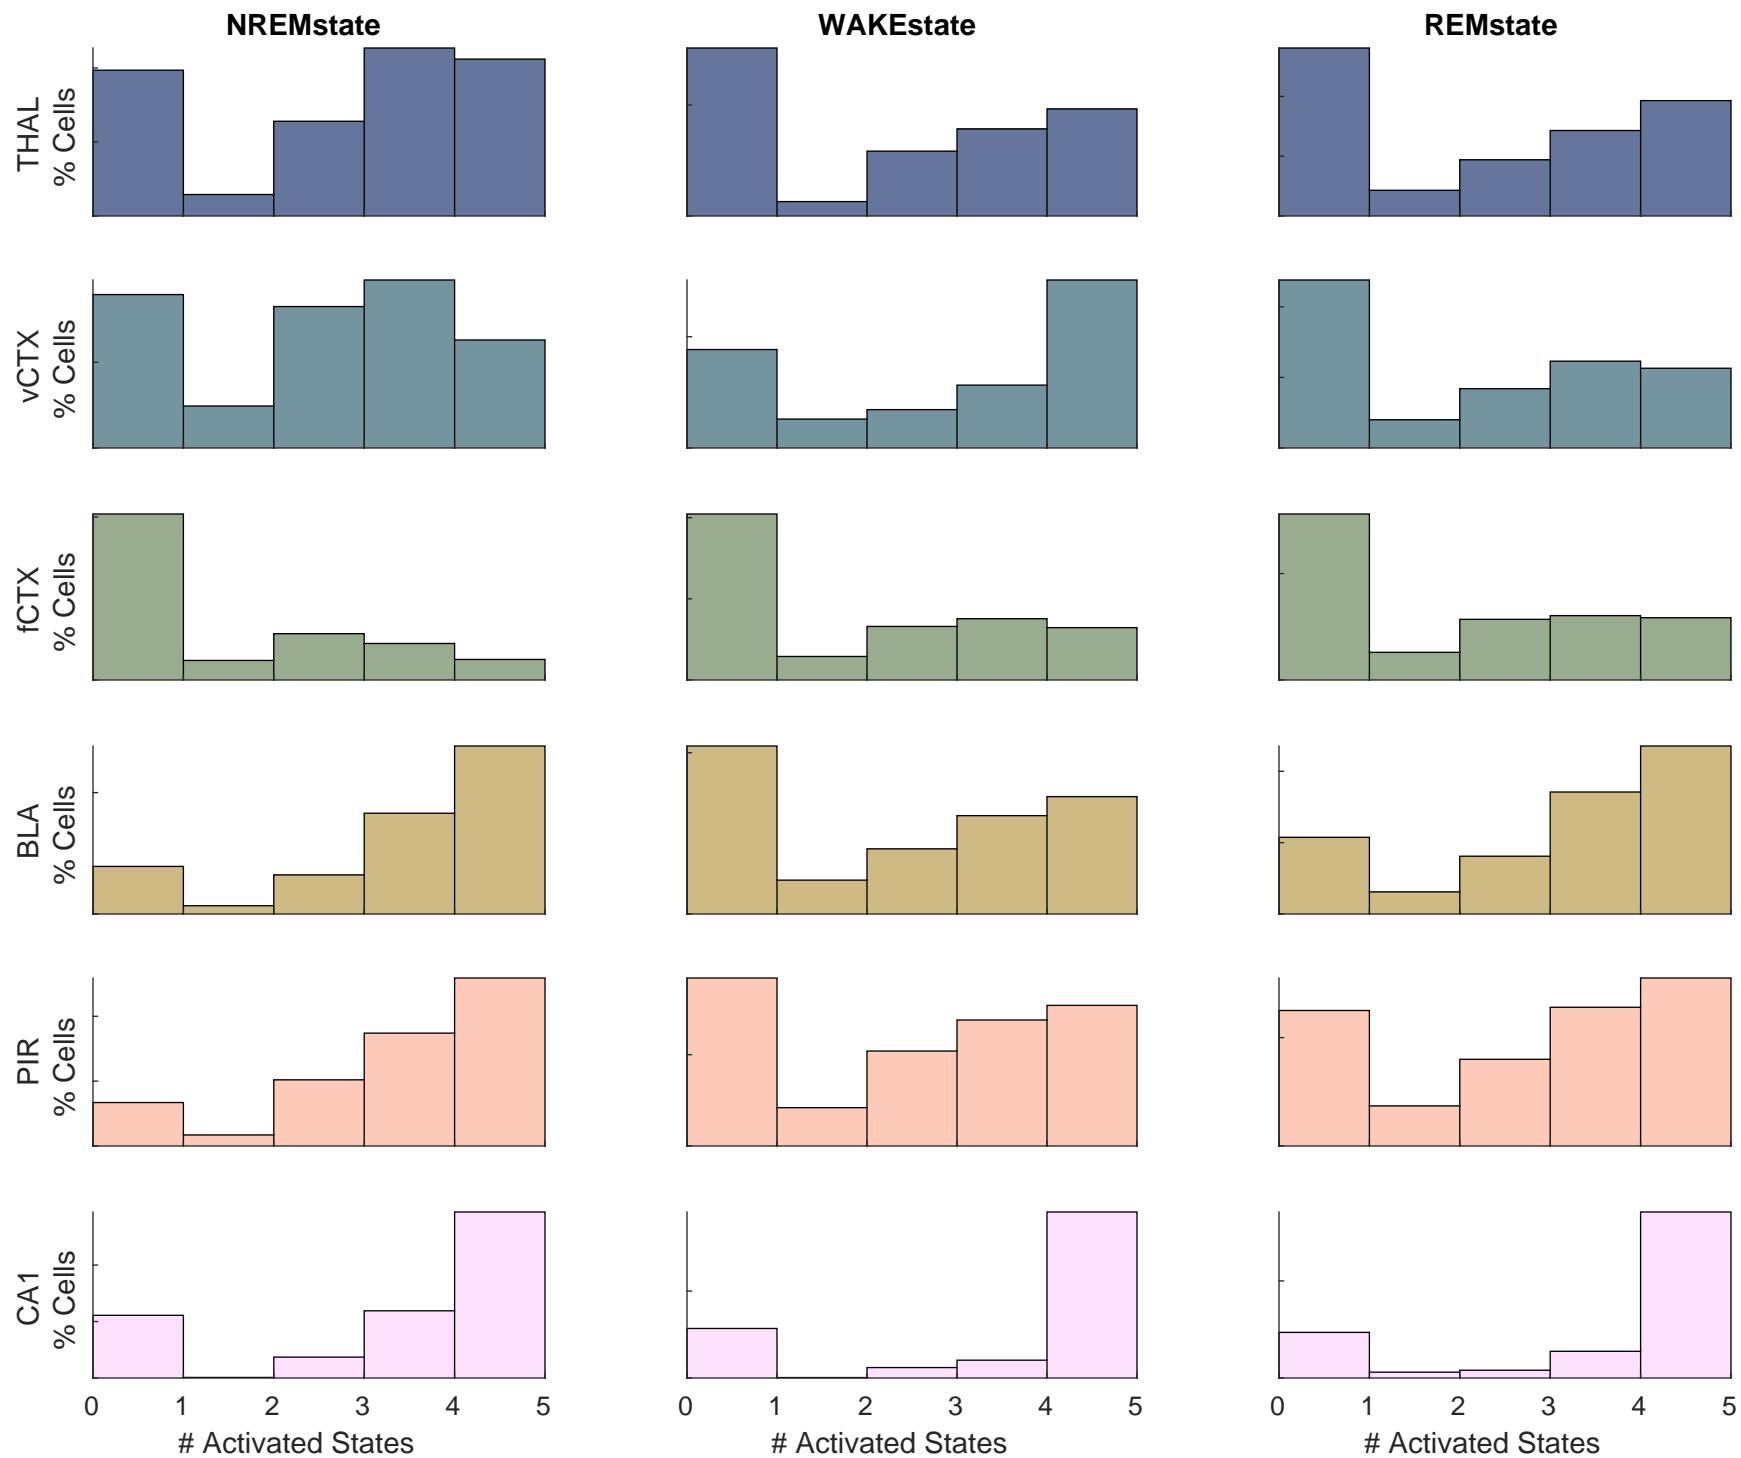 NREMstate
WAKEstate
REMstate
THAL
% Cells
vCTX
% Cells
fCTX
% Cells
BLA
% Cells
PIR
% Cells
CA1
% Cells
0 1 2 3 4 5
0 1 2 3 4 5
0 1 2 3 4 5
# Activated States
# Activated States
# Activated States